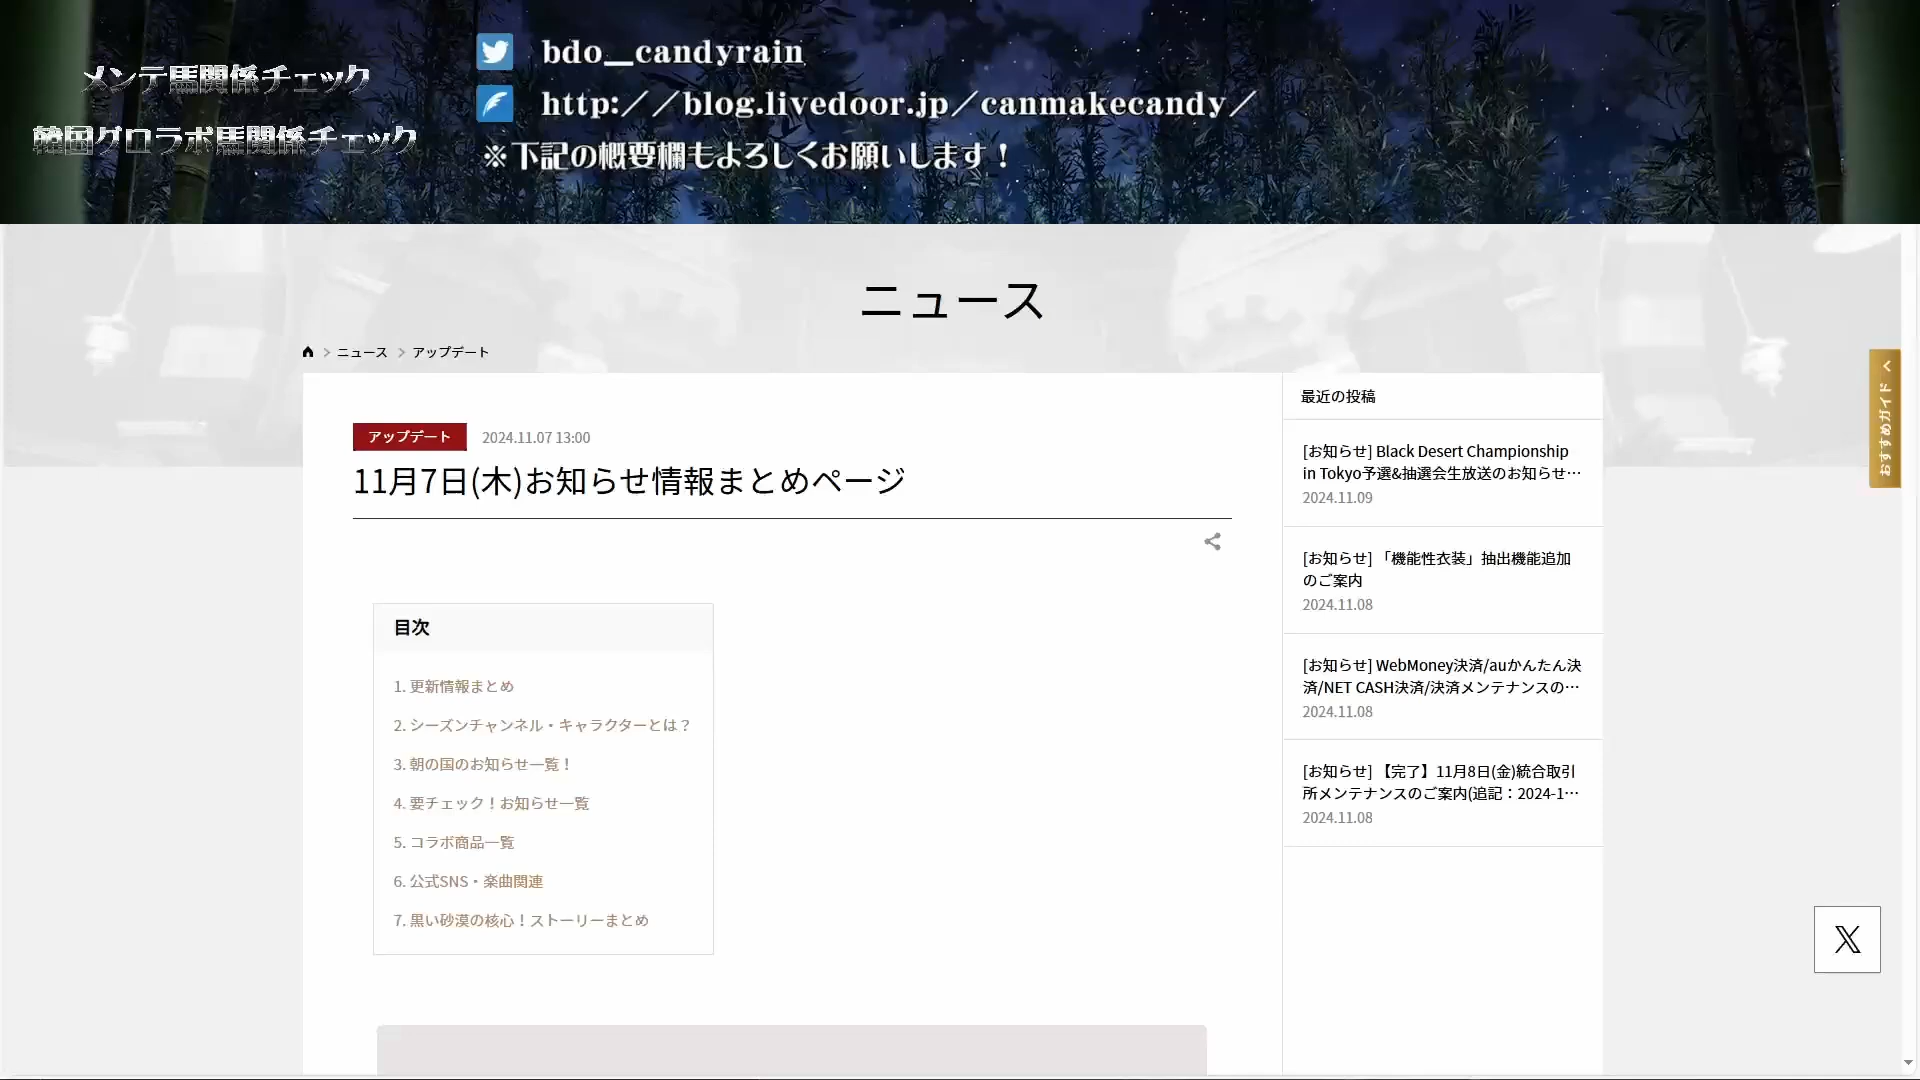 メンテ馬関係チェック
韓国グロラボ馬関係チェック
bdo__candyrain
http://blog.livedoor.jp/canmakecandy/
※下記の概要欄もよろしくお願いします！
ニュース
ニュース > アップデート
アップデート 2024.11.07 13:00
11月7日(木)お知らせ情報まとめページ
目次
1. 更新情報まとめ
2. シーズンチャンネル・キャラクターとは？
3. 朝の国のお知らせ一覧！
4. 要チェック！お知らせ一覧
5. コラボ商品一覧
6. 公式SNS・楽曲関連
7. 黒い砂漠の核心！ストーリーまとめ
最近の投稿
[お知らせ] Black Desert Championship
in Tokyo予選&抽選会生放送のお知らせ…
2024.11.09
[お知らせ] 「機能性衣装」抽出機能追加
のご案内
2024.11.08
[お知らせ] WebMoney決済/auかんたん決
済/NET CASH決済/決済メンテナンスの…
2024.11.08
[お知らせ] 【完了】11月8日(金)統合取引
所メンテナンスのご案内(追記：2024-1…
2024.11.08
おすすめガイド